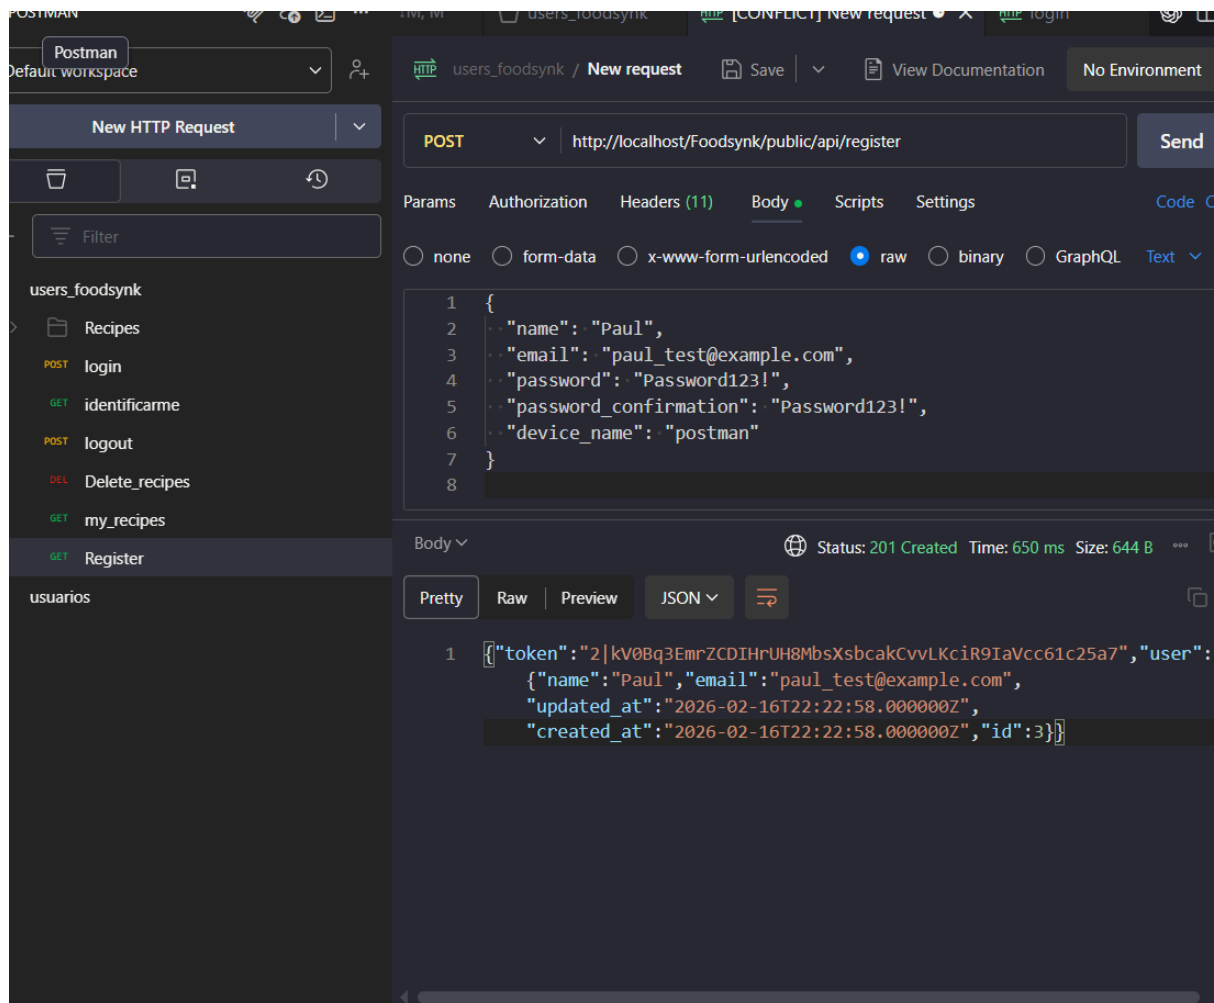 POSTMAN
Postman
Default workspace
New HTTP Request
Filter
users_foodsynk
Recipes
POST login
GET identificarme
POST logout
DEL Delete_recipes
GET my_recipes
GET Register
usuarios
users_foodsynk
HTTP [CONFLICT] New request
HTTP login
HTTP users_foodsynk / New request Save View Documentation No Environment
POST http://localhost/Foodsynk/public/api/register Send
Params Authorization Headers (11) Body Scripts Settings Code
none form-data x-www-form-urlencoded raw binary GraphQL Text
1 {
2 "name": "Paul",
3 "email": "paul_test@example.com",
4 "password": "Password123!",
5 "password_confirmation": "Password123!",
6 "device_name": "postman"
7 }
8
Body Status: 201 Created Time: 650 ms Size: 644 B
Pretty Raw Preview JSON
1 {"token":"2|kV0Bq3EmrZCDIHrUH8MbsXsbcakCvvLKciR9IaVcc61c25a7","user":
{"name":"Paul","email":"paul_test@example.com",
"updated_at":"2026-02-16T22:22:58.000000Z",
"created_at":"2026-02-16T22:22:58.000000Z","id":3}}